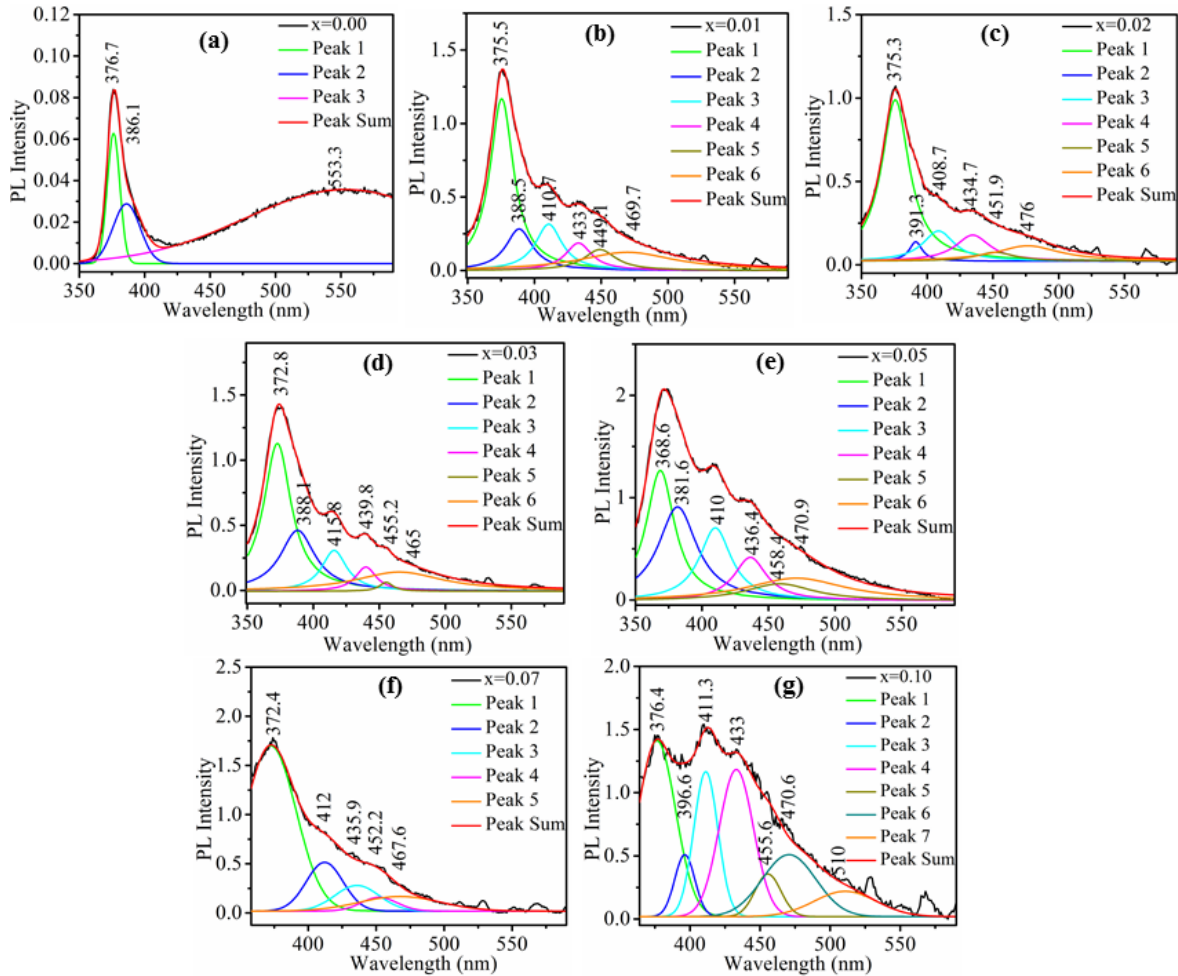 (a)
x=0.00
Peak 1
Peak 2
Peak 3
Peak Sum
376.7
386.1
553.3
PL Intensity
0.12
0.10
0.08
0.06
0.04
0.02
0.00
350 400 450 500 550
Wavelength (nm)
(b)
x=0.01
Peak 1
Peak 2
Peak 3
Peak 4
Peak 5
Peak 6
Peak Sum
375.5
388.5
410.7
433
449.1
469.7
PL Intensity
1.5
1.0
0.5
0.0
350 400 450 500 550
Wavelength (nm)
(c)
x=0.02
Peak 1
Peak 2
Peak 3
Peak 4
Peak 5
Peak 6
Peak Sum
375.3
391.3
408.7
434.7
451.9
476
PL Intensity
1.5
1.0
0.5
0.0
350 400 450 500 550
Wavelength (nm)
(d)
x=0.03
Peak 1
Peak 2
Peak 3
Peak 4
Peak 5
Peak 6
Peak Sum
372.8
388.1
415.8
439.8
455.2
465
PL Intensity
1.5
1.0
0.5
0.0
350 400 450 500 550
Wavelength (nm)
(e)
x=0.05
Peak 1
Peak 2
Peak 3
Peak 4
Peak 5
Peak 6
Peak Sum
368.6
381.6
410
436.4
458.4
470.9
PL Intensity
2
1
0
350 400 450 500 550
Wavelength (nm)
(f)
x=0.07
Peak 1
Peak 2
Peak 3
Peak 4
Peak 5
Peak Sum
372.4
412
435.9
452.2
467.6
PL Intensity
2.5
2.0
1.5
1.0
0.5
0.0
400 450 500 550
Wavelength (nm)
(g)
x=0.10
Peak 1
Peak 2
Peak 3
Peak 4
Peak 5
Peak 6
Peak 7
Peak Sum
376.4
396.6
411.3
433
455.6
470.6
510
PL Intensity
2.0
1.5
1.0
0.5
0.0
400 450 500 550
Wavelength (nm)